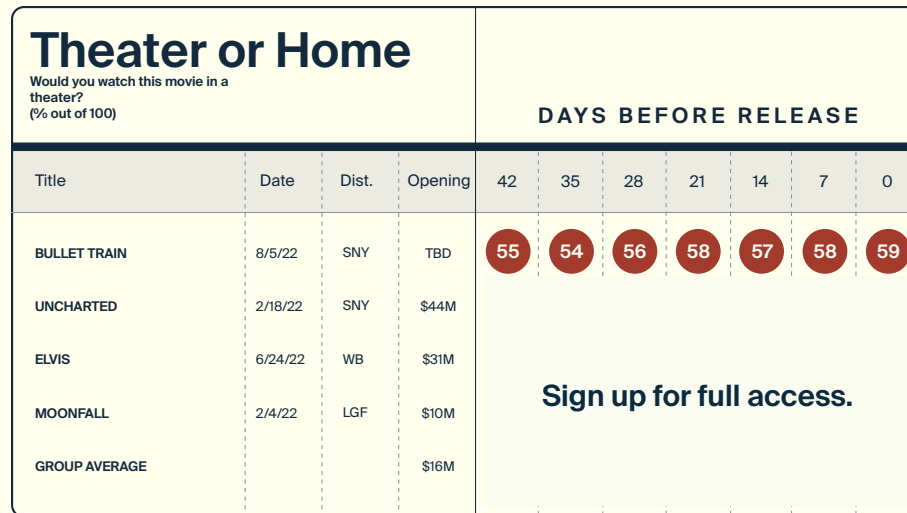 Theater or Home
Would you watch this movie in a
theater?
(% out of 100)
DAYS BEFORE RELEASE
Title Date Dist. Opening 42 35 28 21 14 7 0
BULLET TRAIN 8/5/22 SNY TBD 55 54 56 58 57 58 59
UNCHARTED 2/18/22 SNY $44M
ELVIS 6/24/22 WB $31M
Sign up for full access.
MOONFALL 2/4/22 LGF $10M
GROUP AVERAGE $16M